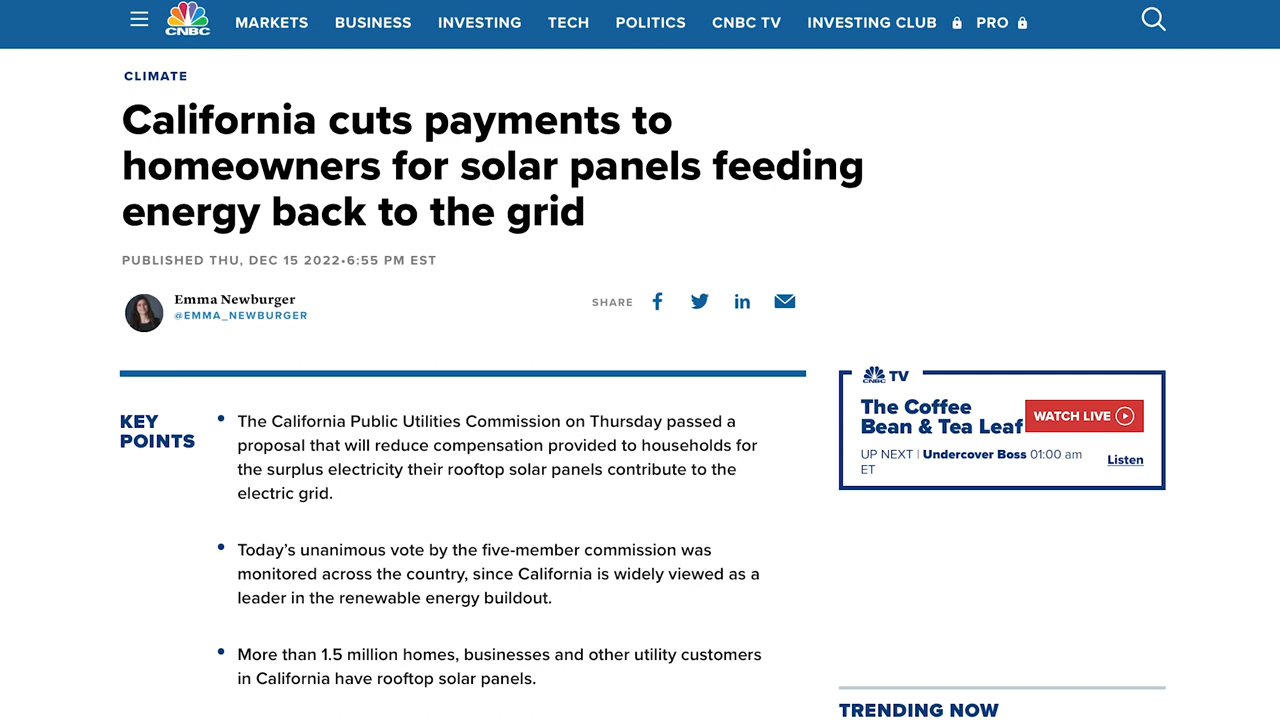 CNBC
MARKETS BUSINESS INVESTING TECH POLITICS CNBC TV INVESTING CLUB PRO
CLIMATE
California cuts payments to
homeowners for solar panels feeding
energy back to the grid
PUBLISHED THU, DEC 15 2022•6:55 PM EST
Emma Newburger
@EMMA_NEWBURGER
SHARE
KEY
POINTS
• The California Public Utilities Commission on Thursday passed a
proposal that will reduce compensation provided to households for
the surplus electricity their rooftop solar panels contribute to the
electric grid.
• Today's unanimous vote by the five-member commission was
monitored across the country, since California is widely viewed as a
leader in the renewable energy buildout.
• More than 1.5 million homes, businesses and other utility customers
in California have rooftop solar panels.
CNBC TV
The Coffee
Bean & Tea Leaf
WATCH LIVE
UP NEXT | Undercover Boss 01:00 am
ET
Listen
TRENDING NOW